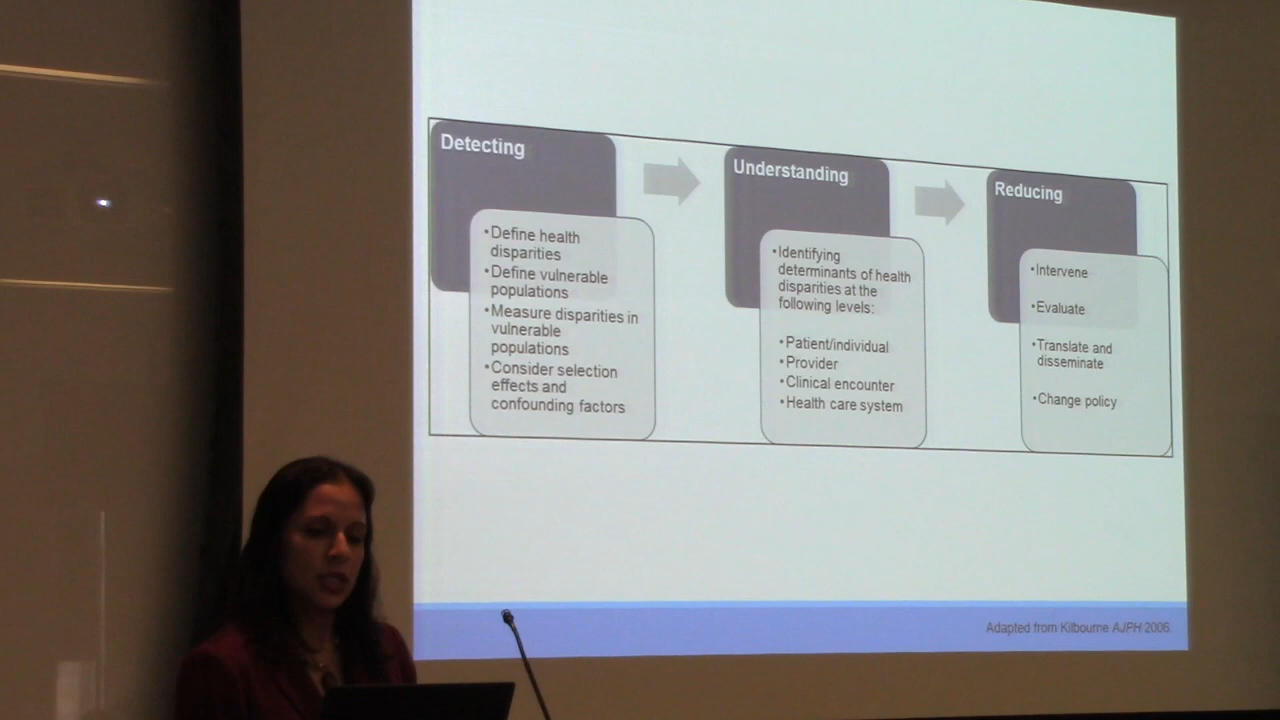 Detecting
•Define health
disparities
•Define vulnerable
populations
•Measure disparities in
vulnerable
populations
•Consider selection
effects and
confounding factors
Understanding
•Identifying
determinants of health
disparities at the
following levels:
•Patient/individual
•Provider
•Clinical encounter
•Health care system
Reducing
•Intervene
•Evaluate
•Translate and
disseminate
•Change policy
Adapted from Kilbourne AJPH 2006.